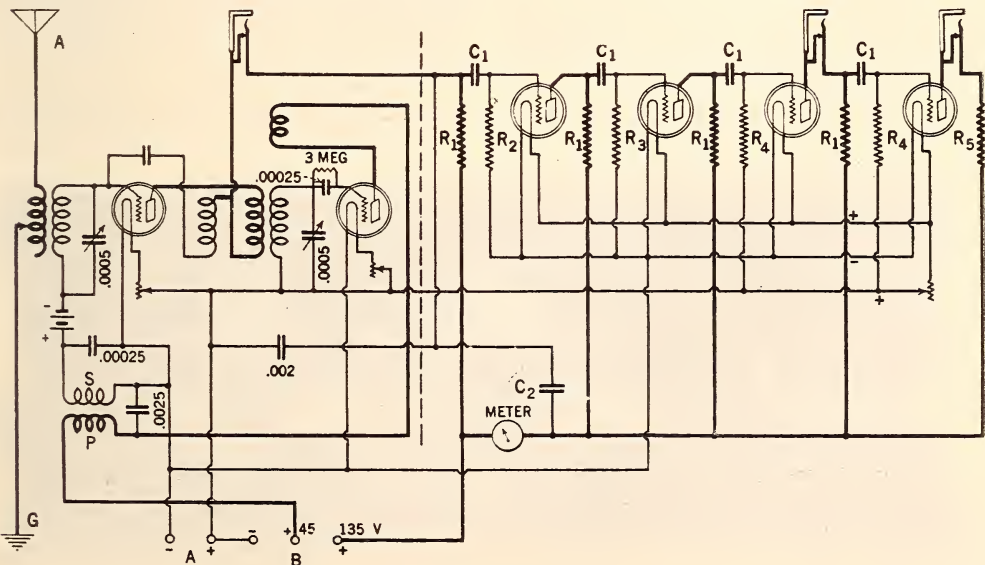 A
C1
C1
C1
C1
R1
R2
R1
R3
R1
R4
R1
R4
R5
3 MEG
.00025
.0005
.0005
+
-
+
-
+
.00025
.002
C2
S
.0025
P
METER
G
+45
135 V
-
A
+
-
B
+